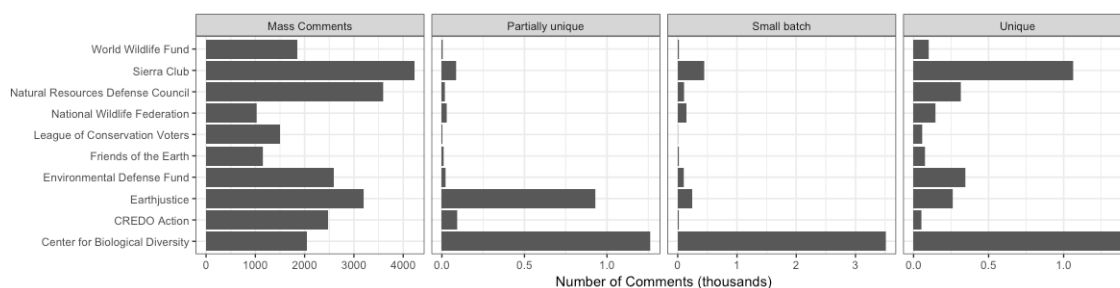 Mass Comments
Partially unique
Small batch
Unique
World Wildlife Fund
Sierra Club
Natural Resources Defense Council
National Wildlife Federation
League of Conservation Voters
Friends of the Earth
Environmental Defense Fund
Earthjustice
CREDO Action
Center for Biological Diversity
0 1000 2000 3000 4000
0.0 0.5 1.0
0 1 2 3
0.0 0.5 1.0
Number of Comments (thousands)